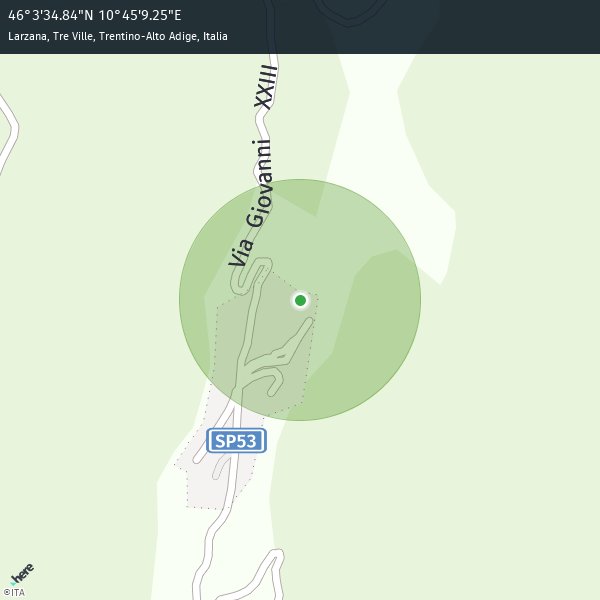 46°3'34.84"N 10°45'9.25"E
Larzana, Tre Ville, Trentino-Alto Adige, Italia
Via Giovanni XXIII
SP53
here
©ITA